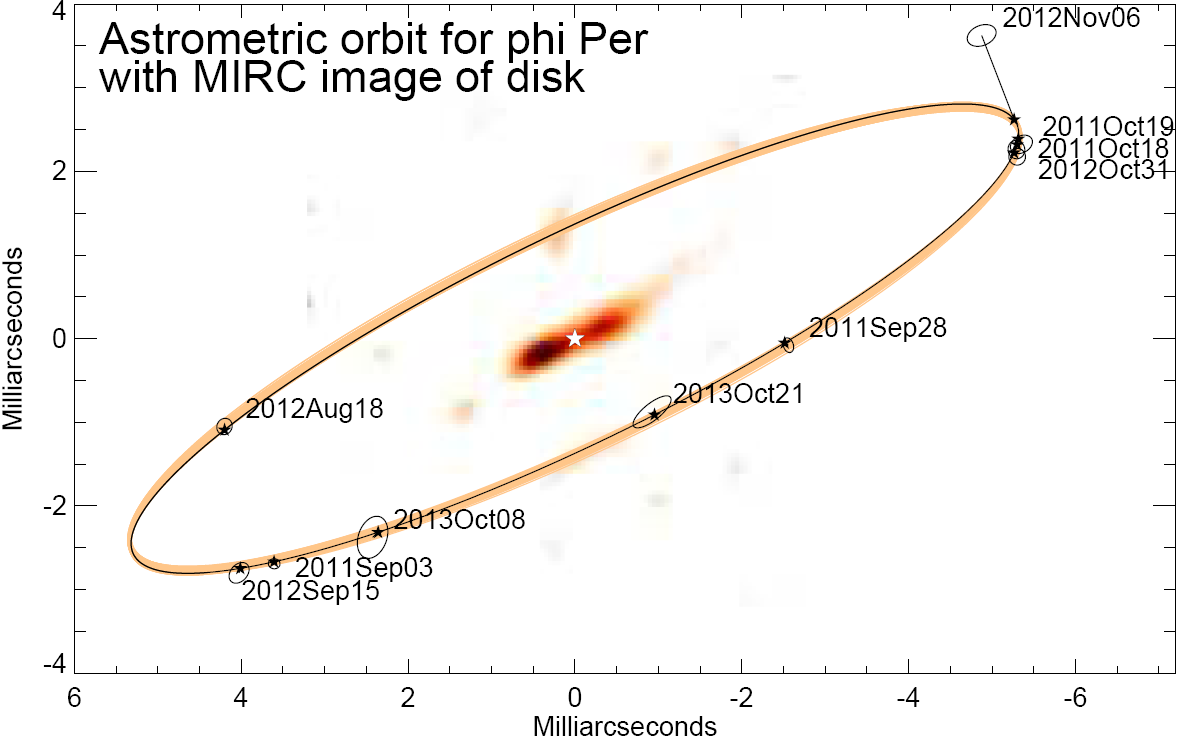 Astrometric orbit for phi Per
with MIRC image of disk
2012Nov06
2011Oct19
2011Oct18
2012Oct31
2011Sep28
2013Oct21
2012Aug18
2013Oct08
2011Sep03
2012Sep15
4
2
0
-2
-4
Milliarcseconds
6
4
2
0
-2
-4
-6
Milliarcseconds